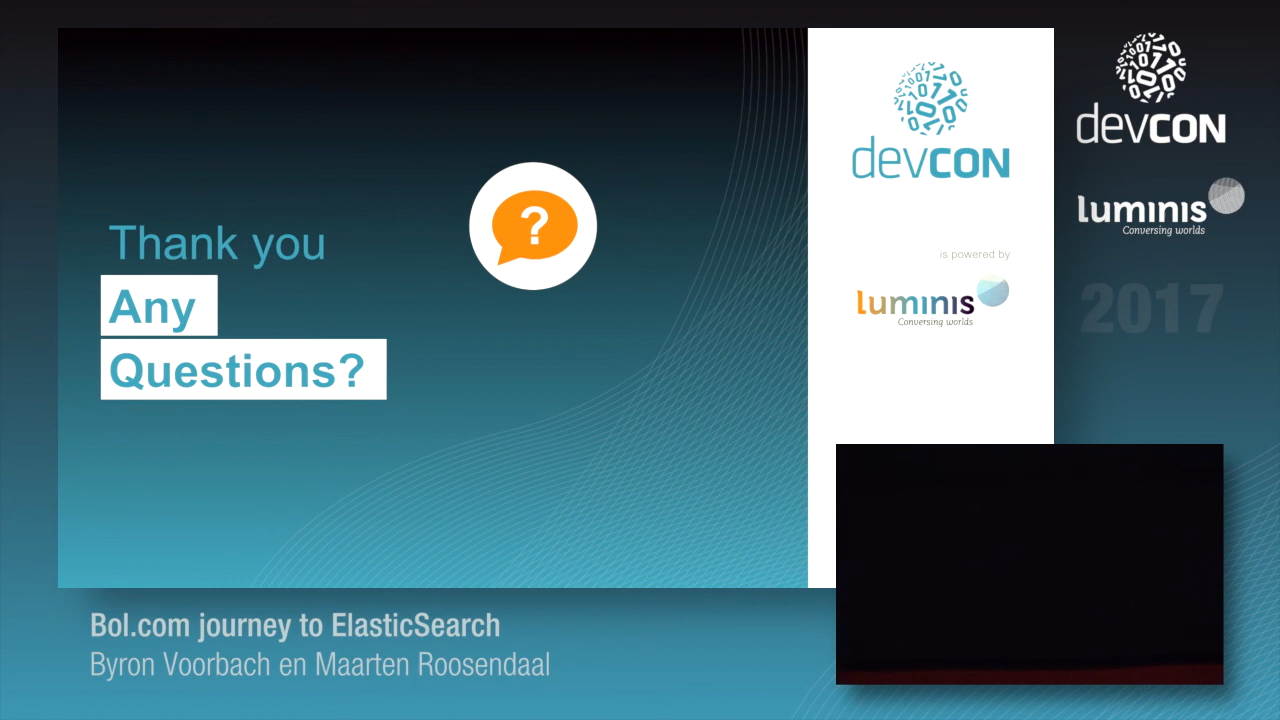 Thank you
Any
Questions?
?
devcon
is powered by
luminis
Conversing worlds
devcon
luminis
Conversing worlds
2017
Bol.com journey to ElasticSearch
Byron Voorbach en Maarten Roosendaal